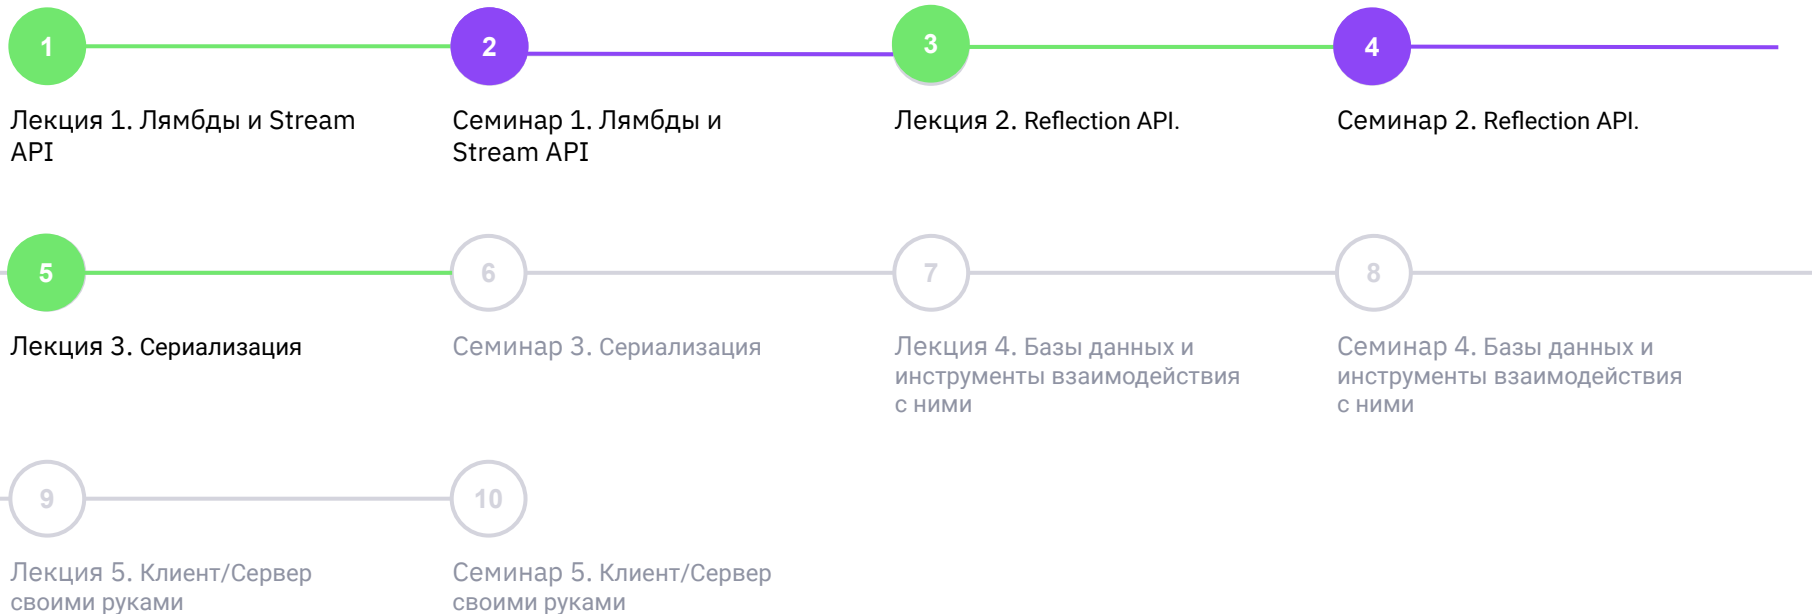 1
2
3
4
Лекция 1. Лямбды и Stream
API
Семинар 1. Лямбды и
Stream API
Лекция 2. Reflection API.
Семинар 2. Reflection API.
5
6
7
8
Лекция 3. Сериализация
Семинар 3. Сериализация
Лекция 4. Базы данных и
инструменты взаимодействия
с ними
Семинар 4. Базы данных и
инструменты взаимодействия
с ними
9
10
Лекция 5. Клиент/Сервер
своими руками
Семинар 5. Клиент/Сервер
своими руками